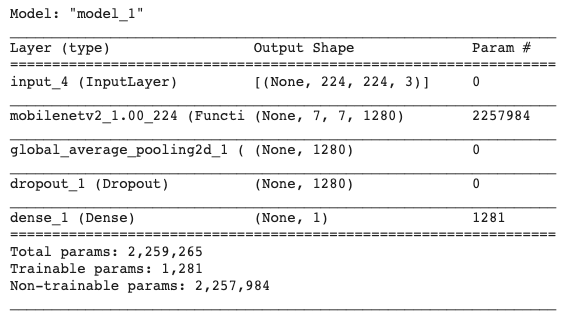 Model: "model_1"
Layer (type) Output Shape Param #
input_4 (InputLayer) [(None, 224, 224, 3)] 0
mobilenetv2_1.00_224 (Functi (None, 7, 7, 1280) 2257984
global_average_pooling2d_1 ( (None, 1280) 0
dropout_1 (Dropout) (None, 1280) 0
dense_1 (Dense) (None, 1) 1281
Total params: 2,259,265
Trainable params: 1,281
Non-trainable params: 2,257,984